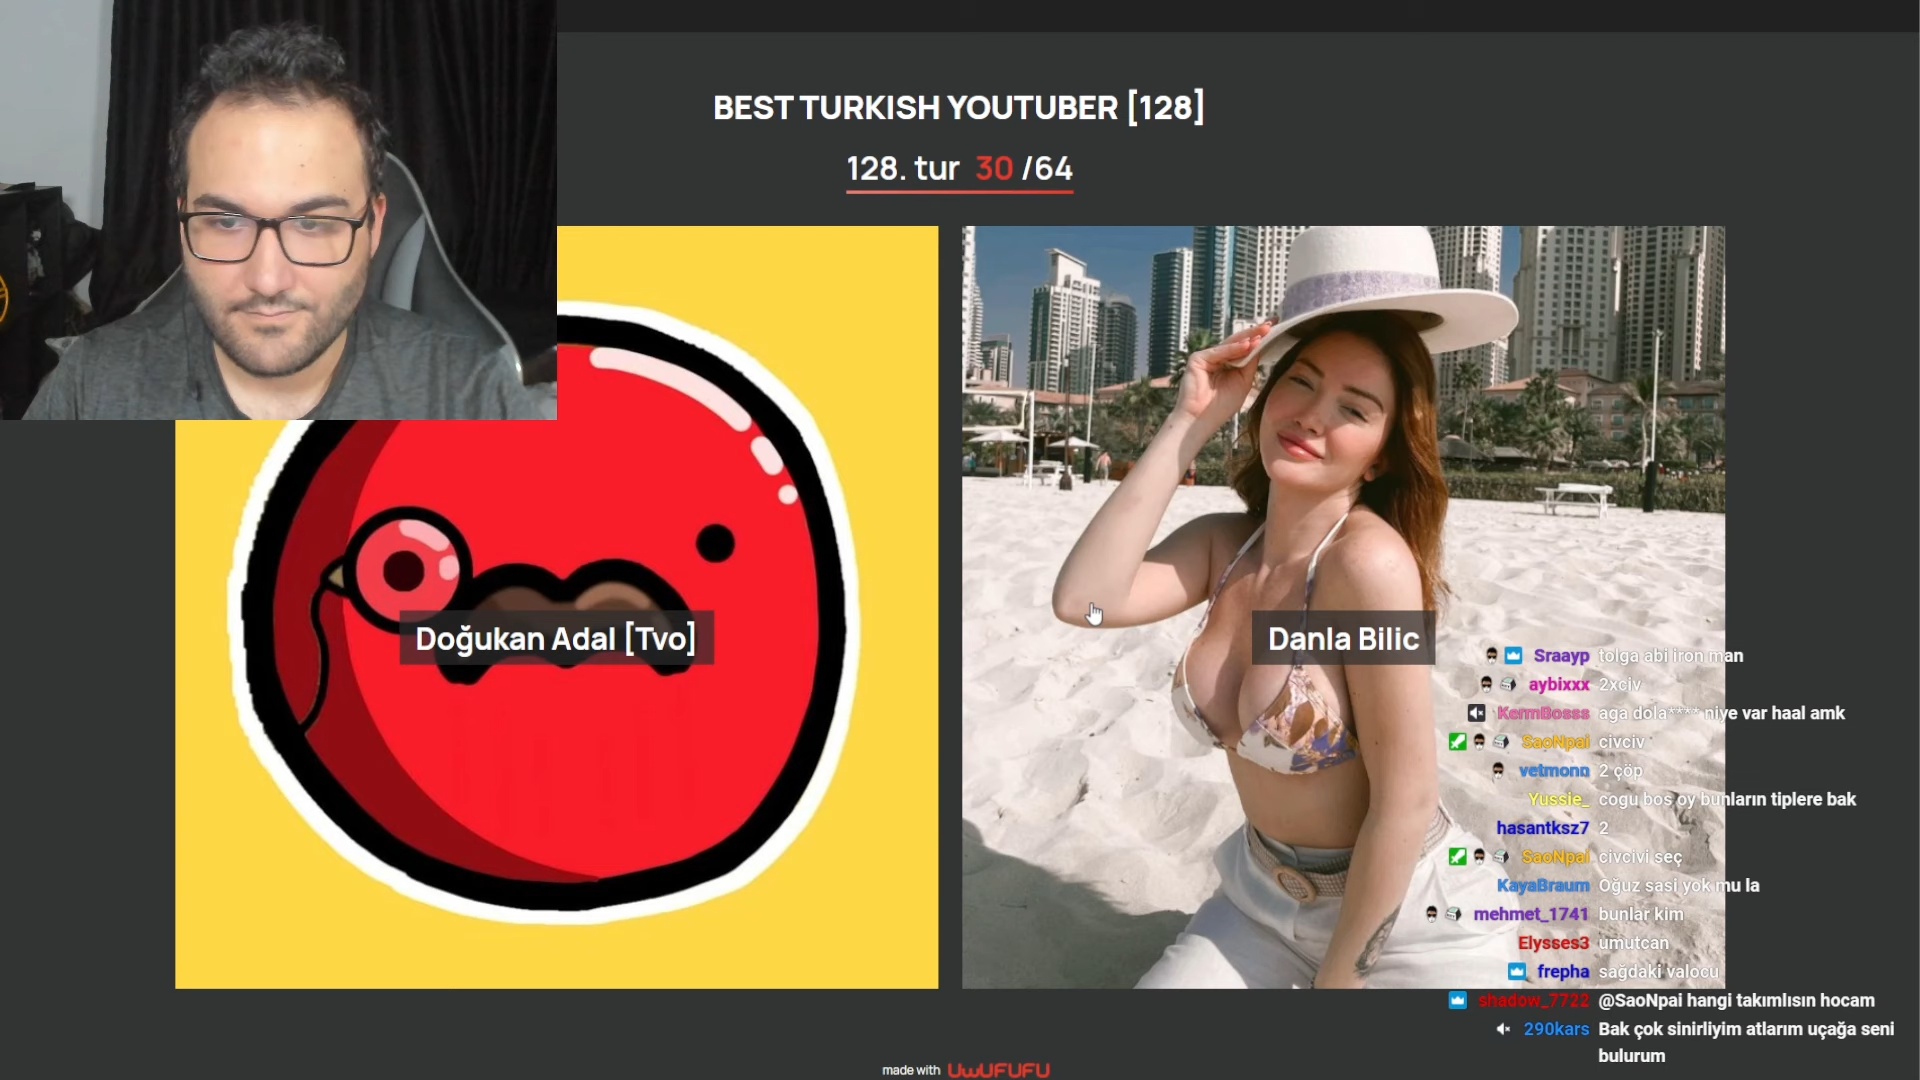 BEST TURKISH YOUTUBER [128]
128. tur 30 /64
Doğukan Adal [Tvo]
Danla Bilic
Sraayp tolga abi iron man
aybixxx 2xciv
KermBosss aga dola**** niye var haal amk
SaoNpai civciv
vetmonn 2 çöp
Yussie_ cogu bos oy bunların tiplere bak
hasantksz7 2
SaoNpai civcivi seç
KayaBraum Oğuz sasi yok mu la
mehmet_1741 bunlar kim
Elysses3 umutcan
frepha sağdaki valocu
shadow_7722 @SaoNpai hangi takımlısın hocam
290kars Bak çok sinirliyim atlarım uçağa seni
bulurum
made with UwUFUFU